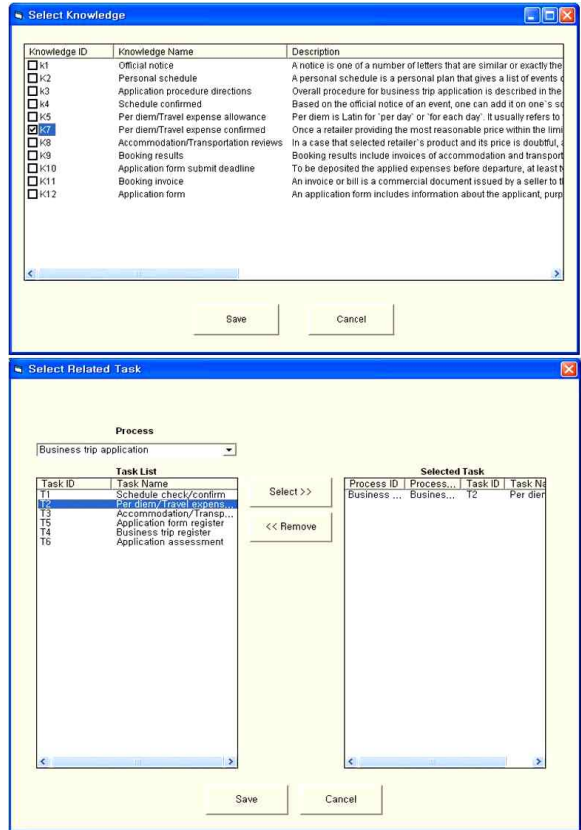 Select Knowledge
Knowledge ID Knowledge Name Description
k1 Official notice A notice is one of a number of letters that are similar or exactly the
K2 Personal schedule A personal schedule is a personal plan that gives a list of events
k3 Application procedure directions Overall procedure for business trip application is described in the
k4 Schedule confirmed Based on the official notice of an event, one can add it on one`s
K5 Per diem/Travel expense allowance Per diem is Latin for `per day` or `for each day`. It usually refers to
K7 Per diem/Travel expense confirmed Once a retailer providing the most reasonable price within the limi
K8 Accommodation/Transportation reviews In a case that selected retailer`s product and its price is doubtful,
K9 Booking results Booking results include invoices of accommodation and transport
K10 Application form submit deadline To be deposited the applied expenses before departure, at least
K11 Booking invoice An invoice or bill is a commercial document issued by a seller to
K12 Application form An application form includes information about the applicant, purp
Save Cancel
Select Related Task
Process
Business trip application
Task List Selected Task
Task ID Task Name Process ID Process... Task ID Task Na
T1 Schedule check/confirm Business ... Busines... T2 Per dier
T2 Per diem/Travel expens...
T3 Accommodation/Transp...
T5 Application form register
T4 Business trip register
T6 Application assessment
Select >>
<< Remove
Save Cancel